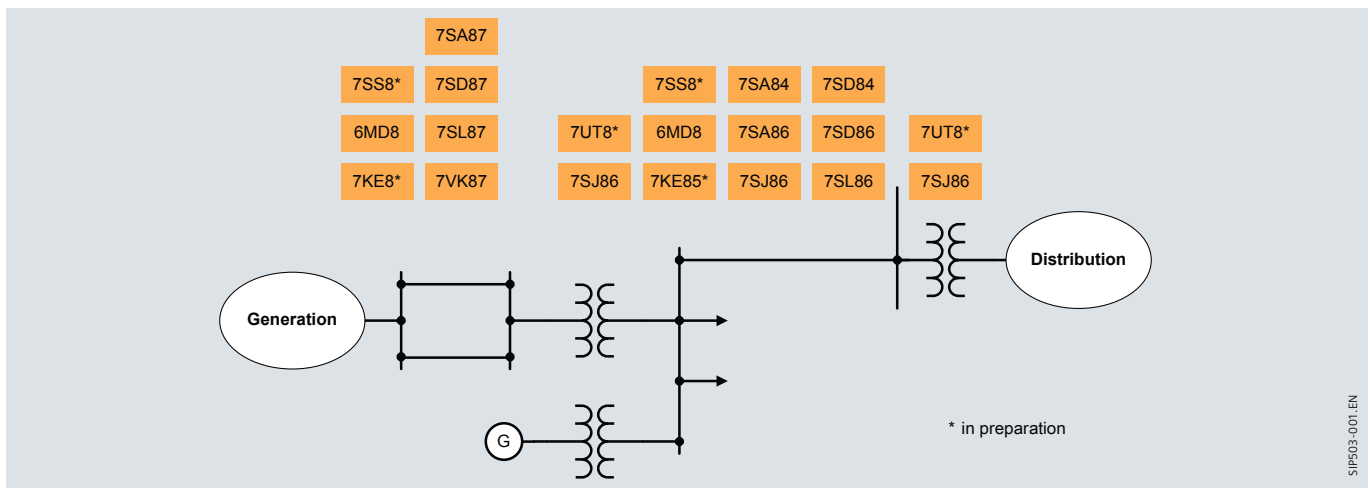 7SA87
7SS8* 7SD87 7SS8* 7SA84 7SD84
6MD8 7SL87 7UT8* 6MD8 7SA86 7SD86 7UT8*
7KE8* 7VK87 7SJ86 7KE85* 7SJ86 7SL86 7SJ86
Distribution
Generation
G
* in preparation
SIP503-001.EN